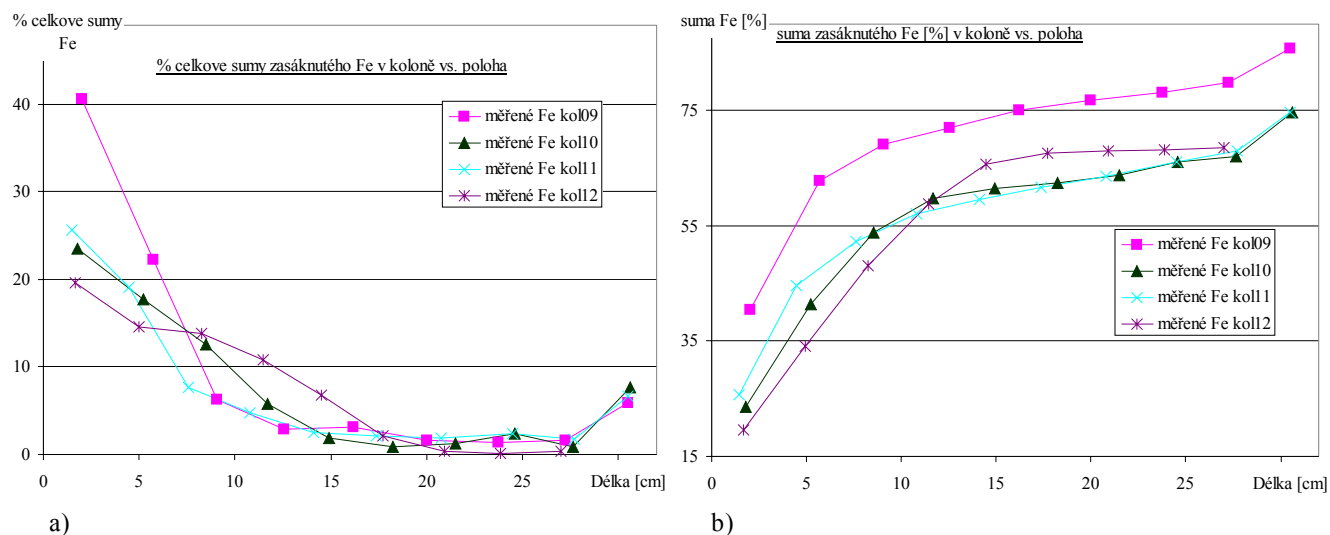 % celkove sumy
Fe
% celkove sumy zasáknutého Fe v koloně vs. poloha
40
30
20
10
0
měřené Fe kol09
měřené Fe kol10
měřené Fe kol11
měřené Fe kol12
0 5 10 15 20 25 Délka [cm]
a)
suma Fe [%]
suma zasáknutého Fe [%] v koloně vs. poloha
75
55
35
15
měřené Fe kol09
měřené Fe kol10
měřené Fe kol11
měřené Fe kol12
0 5 10 15 20 25 Délka [cm]
b)